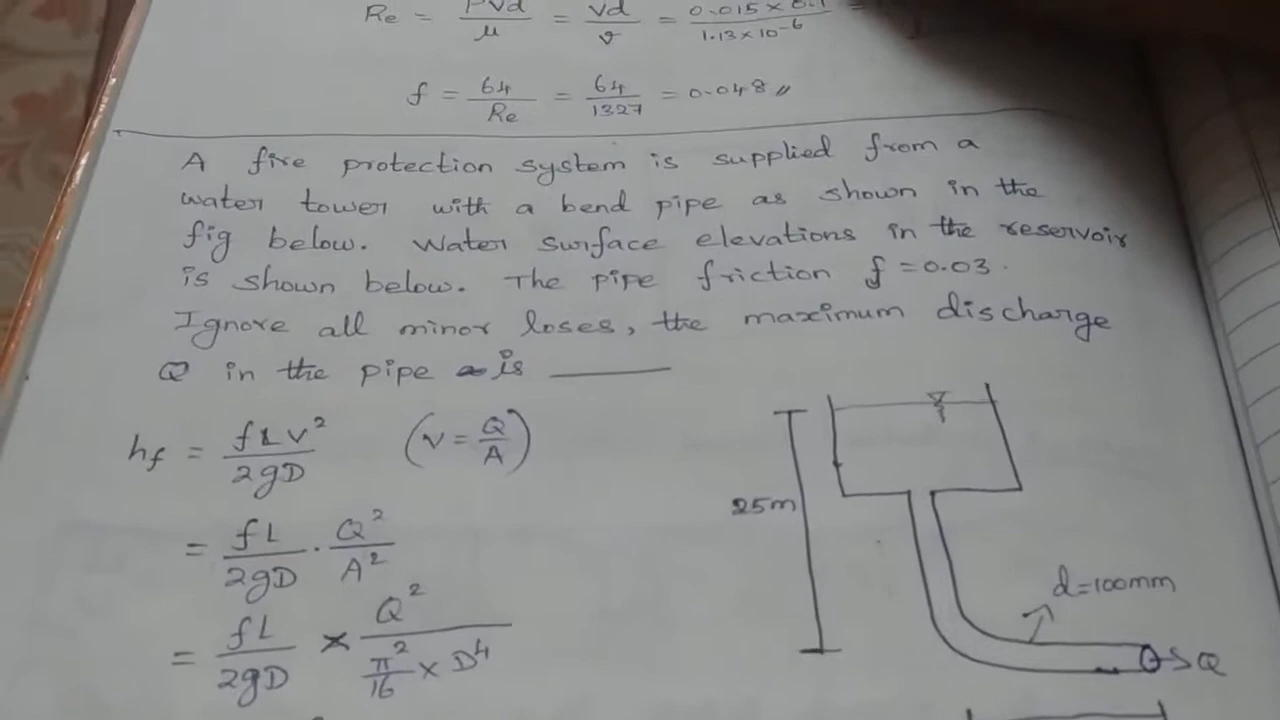 Re = ρVd/μ = Vd/ν = 0.015 × 0.1/1.13×10⁻⁶ =
f = 64/Re = 64/1327 = 0.048 //
A fire protection system is supplied from a
water tower with a bend pipe as shown in the
fig below. Water surface elevations in the reservoir
is shown below. The pipe friction f = 0.03.
Ignore all minor loses, the maximum discharge
Q in the pipe is ______
hf = fLV²/2gD (V = Q/A)
= fL/2gD · Q²/A²
= fL/2gD × Q²/π²/16 × D⁴
25m
d=100mm
Q